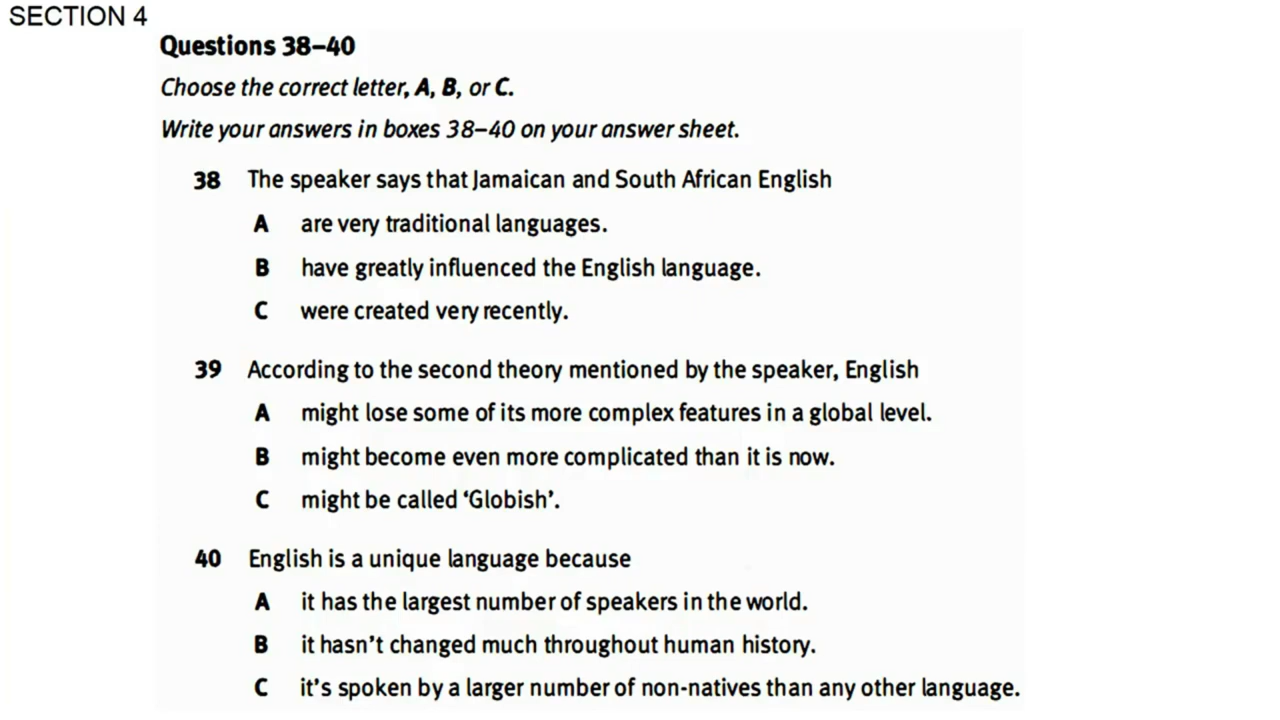 SECTION 4
Questions 38–40
Choose the correct letter, A, B, or C.
Write your answers in boxes 38–40 on your answer sheet.
38 The speaker says that Jamaican and South African English
A are very traditional languages.
B have greatly influenced the English language.
C were created very recently.
39 According to the second theory mentioned by the speaker, English
A might lose some of its more complex features in a global level.
B might become even more complicated than it is now.
C might be called ‘Globish’.
40 English is a unique language because
A it has the largest number of speakers in the world.
B it hasn’t changed much throughout human history.
C it’s spoken by a larger number of non-natives than any other language.